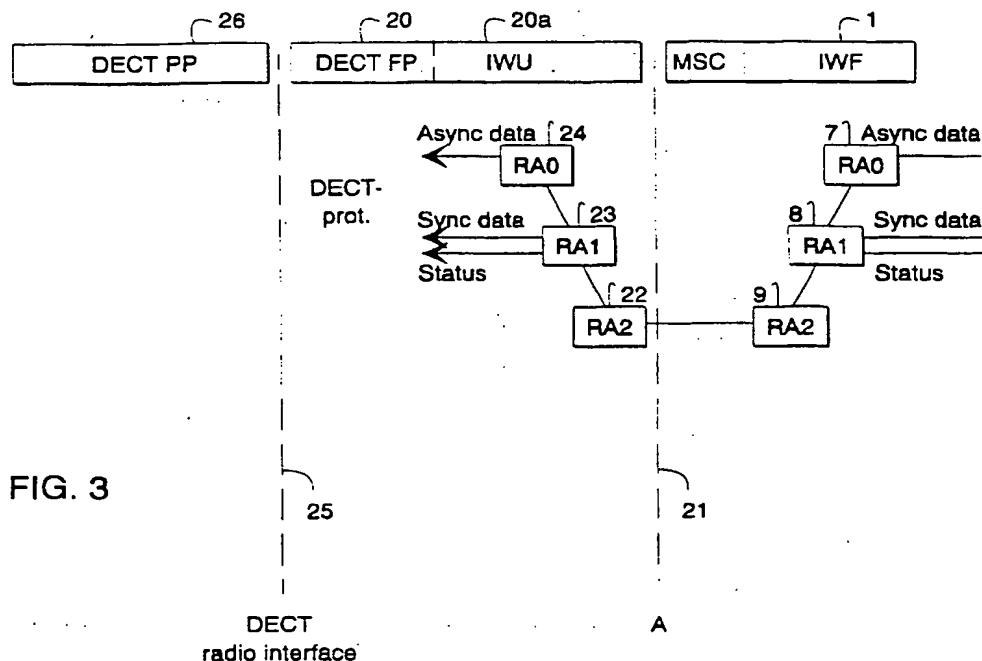 26 20 20a 1
DECT PP DECT FP IWU MSC IWF
Async data 24 7 Async data
RA0 RA0
DECT-
prot.
Sync data 23 8 Sync data
RA1 RA1
Status Status
22 9
RA2 RA2
FIG. 3
25 21
DECT A
radio interface